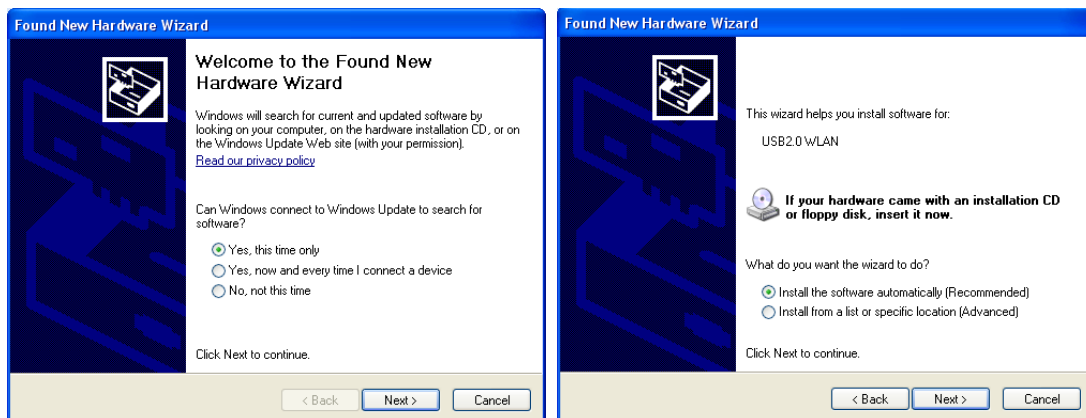 Found New Hardware Wizard
Welcome to the Found New
Hardware Wizard
Windows will search for current and updated software by
looking on your computer, on the hardware installation CD, or on
the Windows Update Web site (with your permission).
Read our privacy policy
Can Windows connect to Windows Update to search for
software?
Yes, this time only
Yes, now and every time I connect a device
No, not this time
Click Next to continue.
< Back
Next >
Cancel
Found New Hardware Wizard
This wizard helps you install software for:
USB2.0 WLAN
If your hardware came with an installation CD
or floppy disk, insert it now.
What do you want the wizard to do?
Install the software automatically (Recommended)
Install from a list or specific location (Advanced)
Click Next to continue.
< Back
Next >
Cancel